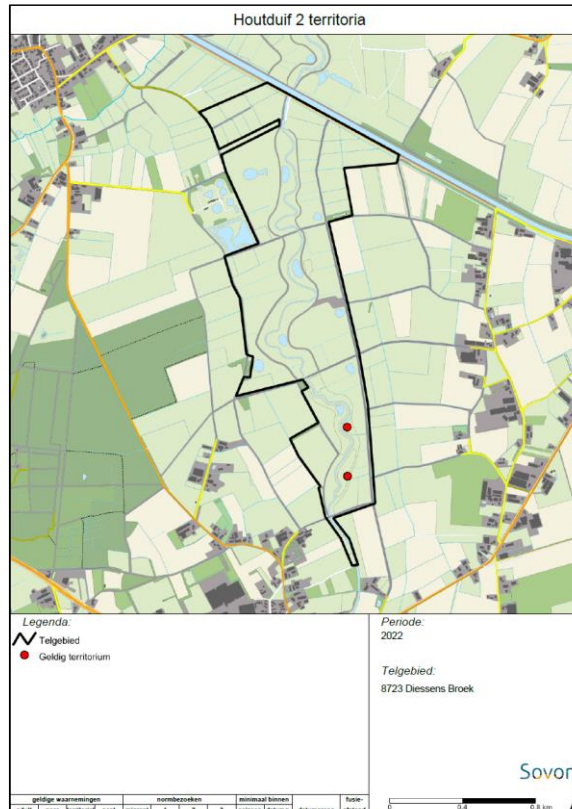 Houtduif 2 territoria
Legenda:
Telgebied
Geldig territorium
Periode:
2022
Telgebied:
8723 Diessens Broek
Sovon
geldige waarnemingen normbezoeken minimaal binnen fusie-
0 0.4 0.8 km